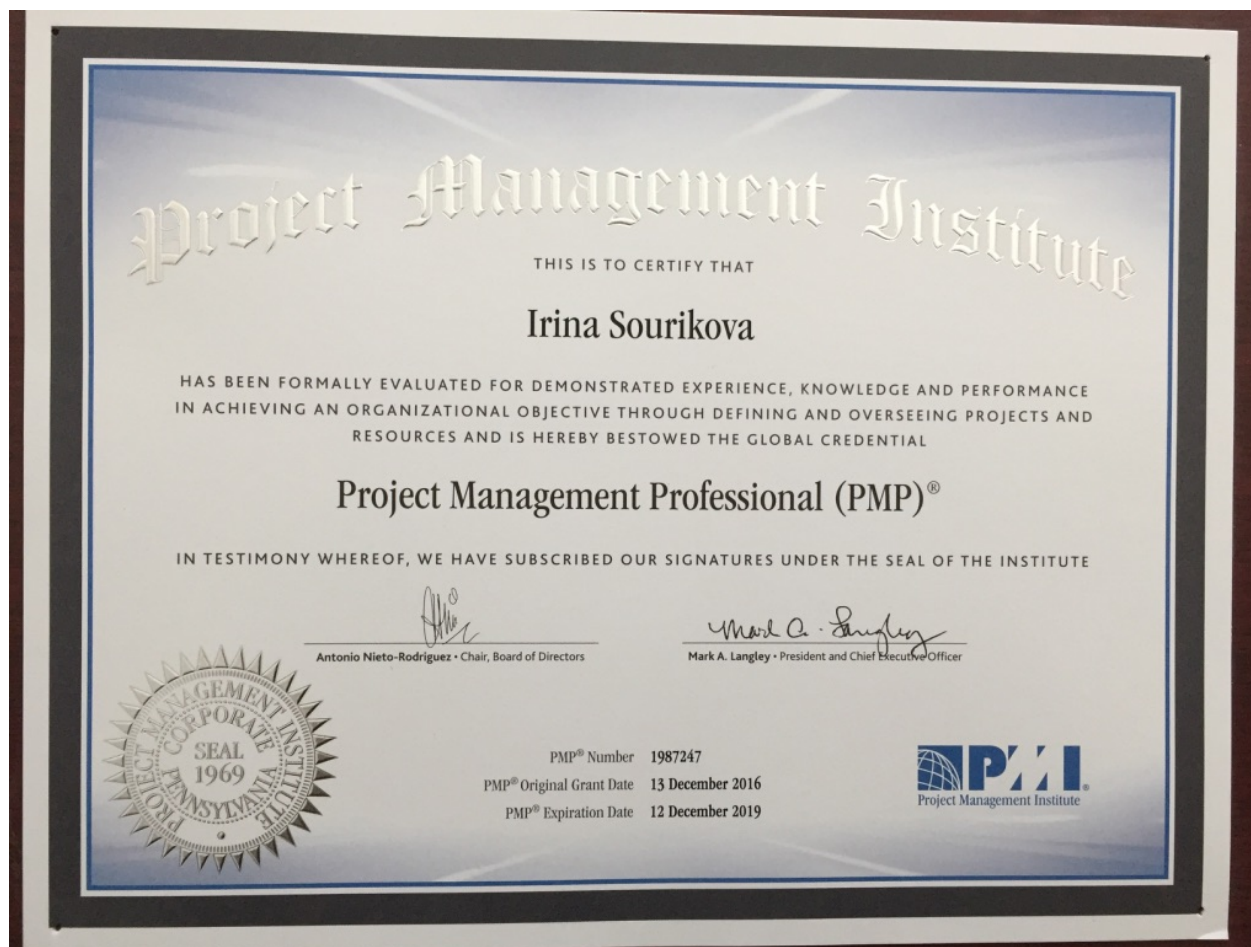 Project Management Institute
THIS IS TO CERTIFY THAT
Irina Sourikova
HAS BEEN FORMALLY EVALUATED FOR DEMONSTRATED EXPERIENCE, KNOWLEDGE AND PERFORMANCE
IN ACHIEVING AN ORGANIZATIONAL OBJECTIVE THROUGH DEFINING AND OVERSEEING PROJECTS AND
RESOURCES AND IS HEREBY BESTOWED THE GLOBAL CREDENTIAL
Project Management Professional (PMP)®
IN TESTIMONY WHEREOF, WE HAVE SUBSCRIBED OUR SIGNATURES UNDER THE SEAL OF THE INSTITUTE
Mark A. Langley
Antonio Nieto-Rodriguez • Chair, Board of Directors
Mark A. Langley • President and Chief Executive Officer
PROJECT MANAGEMENT INSTITUTE
CORPORATE
SEAL
1969
PENNSYLVANIA
PMP® Number 1987247
PMP® Original Grant Date 13 December 2016
PMP® Expiration Date 12 December 2019
PMI®
Project Management Institute